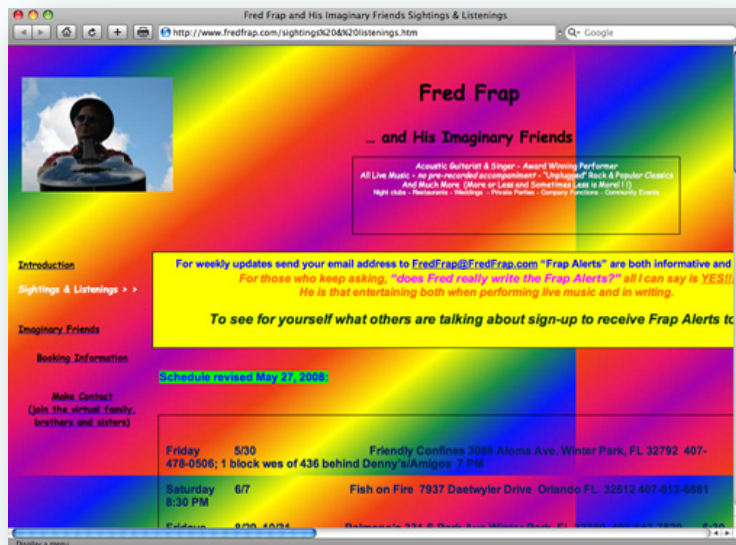 Fred Frap and His Imaginary Friends Sightings & Listenings
http://www.fredfrap.com/sightings%20&%20listenings.htm
Google
Fred Frap
... and His Imaginary Friends
Acoustic Guitarist & Singer - Award Winning Performer
All Live Music - no pre-recorded accompaniment - "Unplugged" Rock & Popular Classics
And Much More (More or Less and Sometimes Less is More! !!)
Night clubs - Restaurants - Weddings - Private Parties - Company Functions - Community Events
Introduction
Sightings & Listenings > >
Imaginary Friends
Booking Information
Make Contact
(join the virtual family,
brothers and sisters)
For weekly updates send your email address to FredFrap@FredFrap.com “Frap Alerts” are both informative and
For those who keep asking, “does Fred really write the Frap Alerts?” all I can say is YES!!!
He is that entertaining both when performing live music and in writing.
To see for yourself what others are talking about sign-up to receive Frap Alerts to
Schedule revised May 27, 2008:
Friday 5/30 Friendly Confines 3088 Aloma Ave. Winter Park, FL 32792 407-
478-0506; 1 block wes of 436 behind Denny's/Amigos 7 PM
Saturday 6/7 Fish on Fire 7937 Daetwyler Drive Orlando FL 32812 407-812-6881
8:30 PM
Display a menu